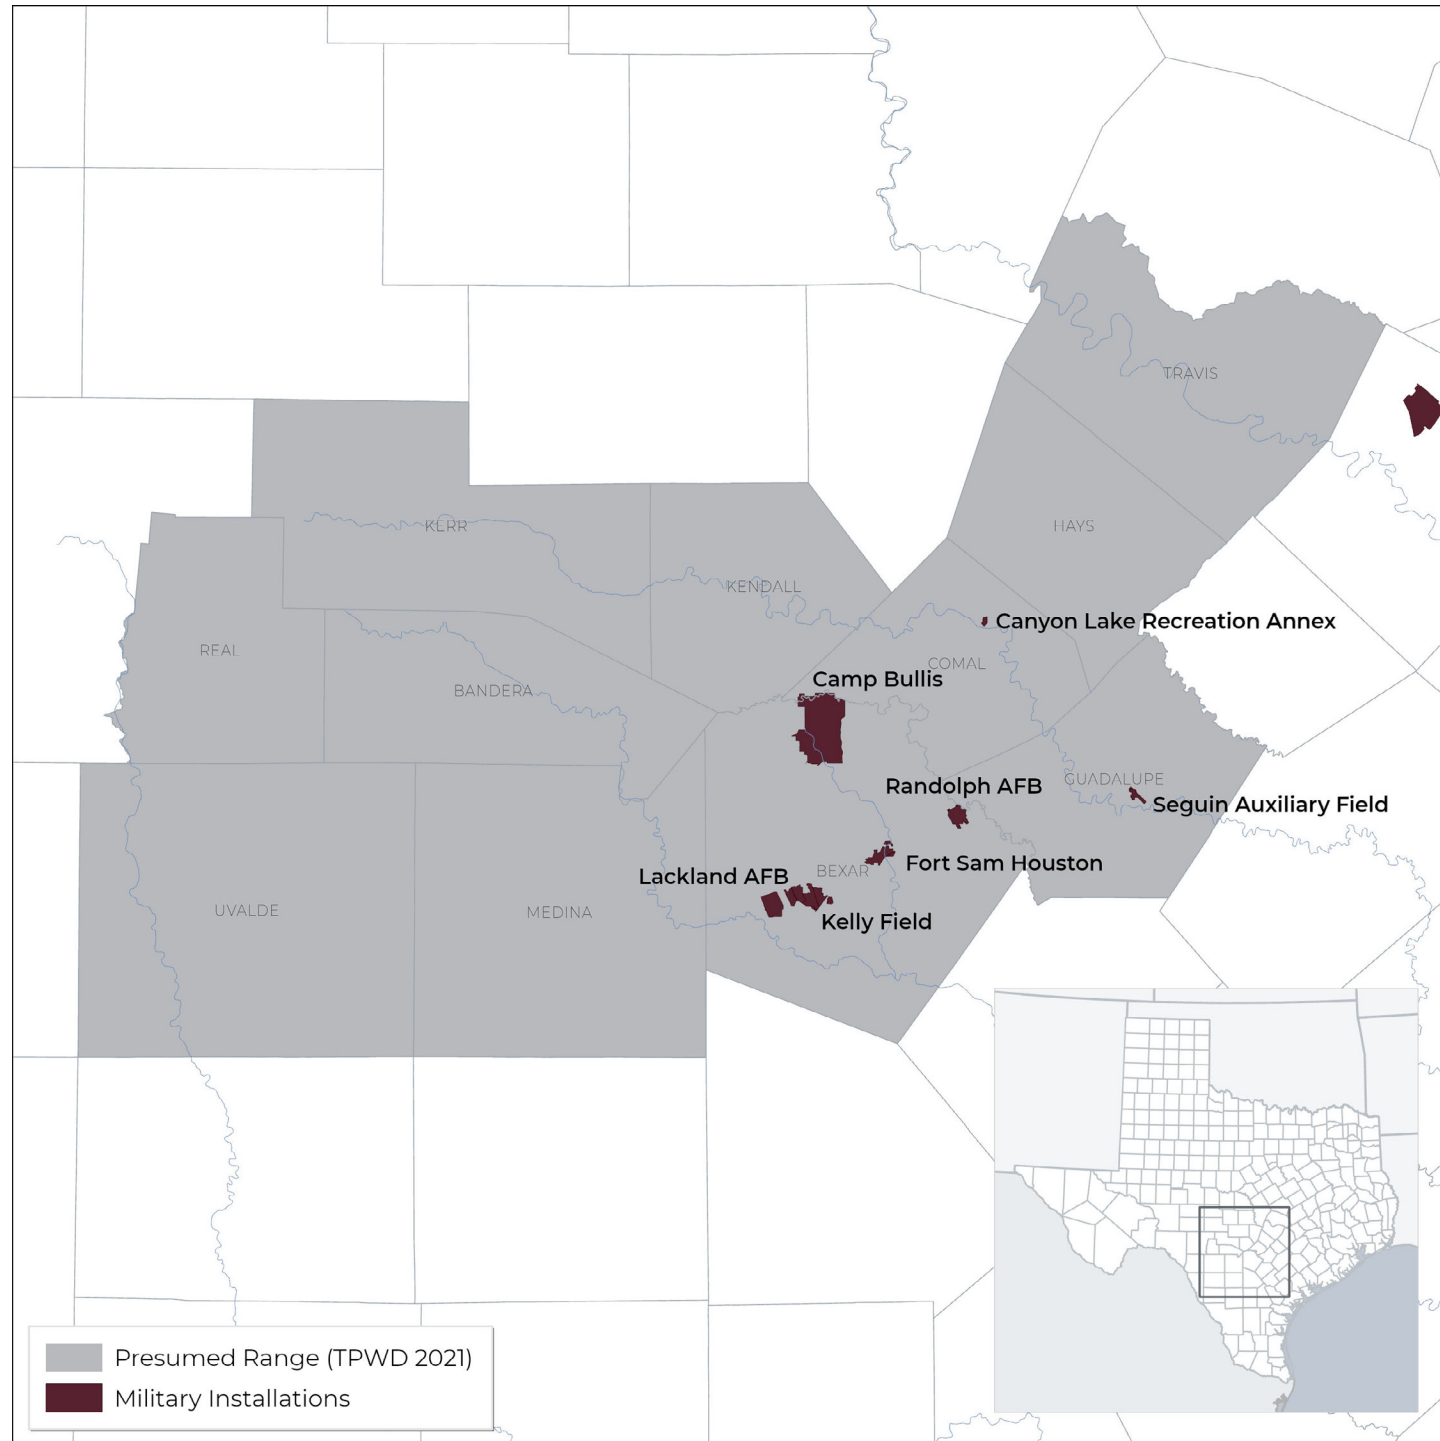 TRAVIS
KERR
HAYS
KENDALL
Canyon Lake Recreation Annex
REAL
COMAL
Camp Bullis
BANDERA
GUADALUPE
Randolph AFB
Seguin Auxiliary Field
Fort Sam Houston
BEXAR
Lackland AFB
UVALDE
MEDINA
Kelly Field
Presumed Range (TPWD 2021)
Military Installations